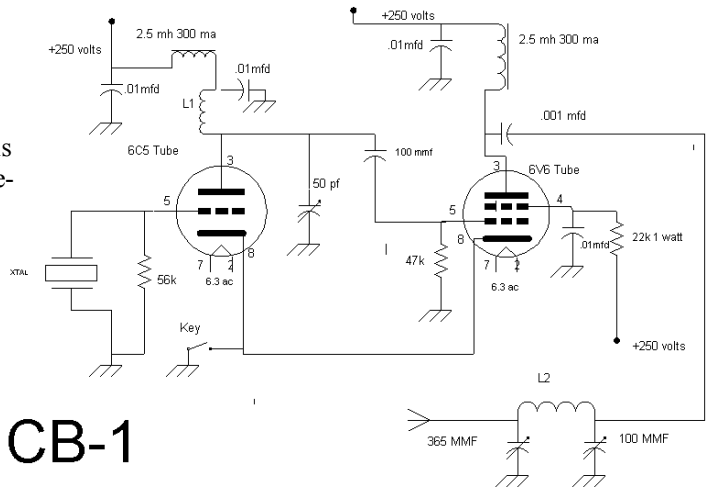 +250 volts
2.5 mh 300 ma
.01mfd
.01mfd
L1
6C5 Tube
3
5
8
7
2
6.3 ac
XTAL
56k
Key
50 pf
100 mmf
+250 volts
2.5 mh 300 ma
.01mfd
.001 mfd
6V6 Tube
3
4
5
8
7
2
6.3 ac
47k
.01mfd
22k 1 watt
+250 volts
L2
365 MMF
100 MMF
CB-1